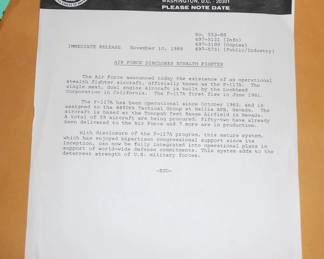 WASHINGTON, D.C. 20301
PLEASE NOTE DATE
No. 553-88
697-5131 (Info)
697-3189 (Copies)
IMMEDIATE RELEASE November 10, 1988 697-5737 (Public/Industry)
AIR FORCE DISCLOSES STEALTH FIGHTER
The Air Force announced today the existence of an operational
stealth fighter aircraft, officially known as the F-117A. The
single seat, dual engine aircraft is built by the Lockheed
Corporation in California. The F-117A first flew in June 1981.
The F-117A has been operational since October 1983, and is
assigned to the 4450th Tactical Group at Nellis AFB, Nevada. The
aircraft is based at the Tonopah Test Range Airfield in Nevada.
A total of 59 aircraft are being procured. Fifty-two have already
been delivered to the Air Force and 7 more are in production.
With disclosure of the F-117A program, this mature system,
which has enjoyed bipartisan congressional support since its
inception, can now be fully integrated into operational plans in
support of world-wide defense commitments. This system adds to the
deterrent strength of U.S. military forces.
-END-